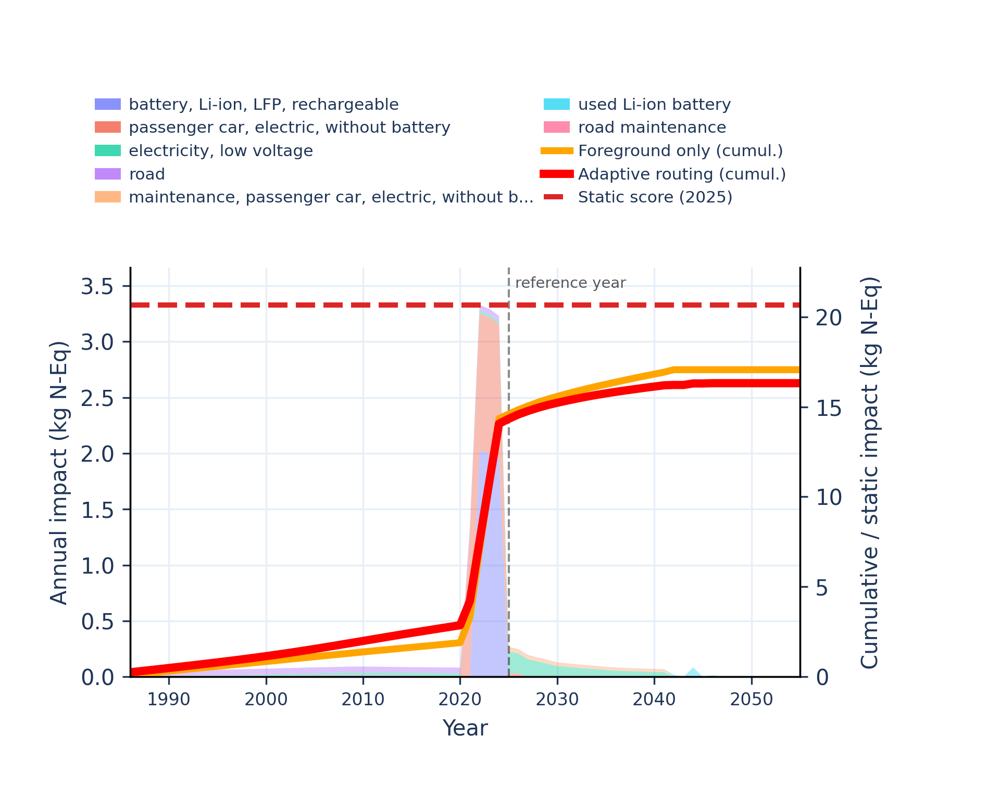 battery, Li-ion, LFP, rechargeable
passenger car, electric, without battery
electricity, low voltage
road
maintenance, passenger car, electric, without b...
used Li-ion battery
road maintenance
Foreground only (cumul.)
Adaptive routing (cumul.)
Static score (2025)
reference year
Annual impact (kg N-Eq)
3.5
3.0
2.5
2.0
1.5
1.0
0.5
0.0
20
15
10
5
0
Cumulative / static impact (kg N-Eq)
1990 2000 2010 2020 2030 2040 2050
Year